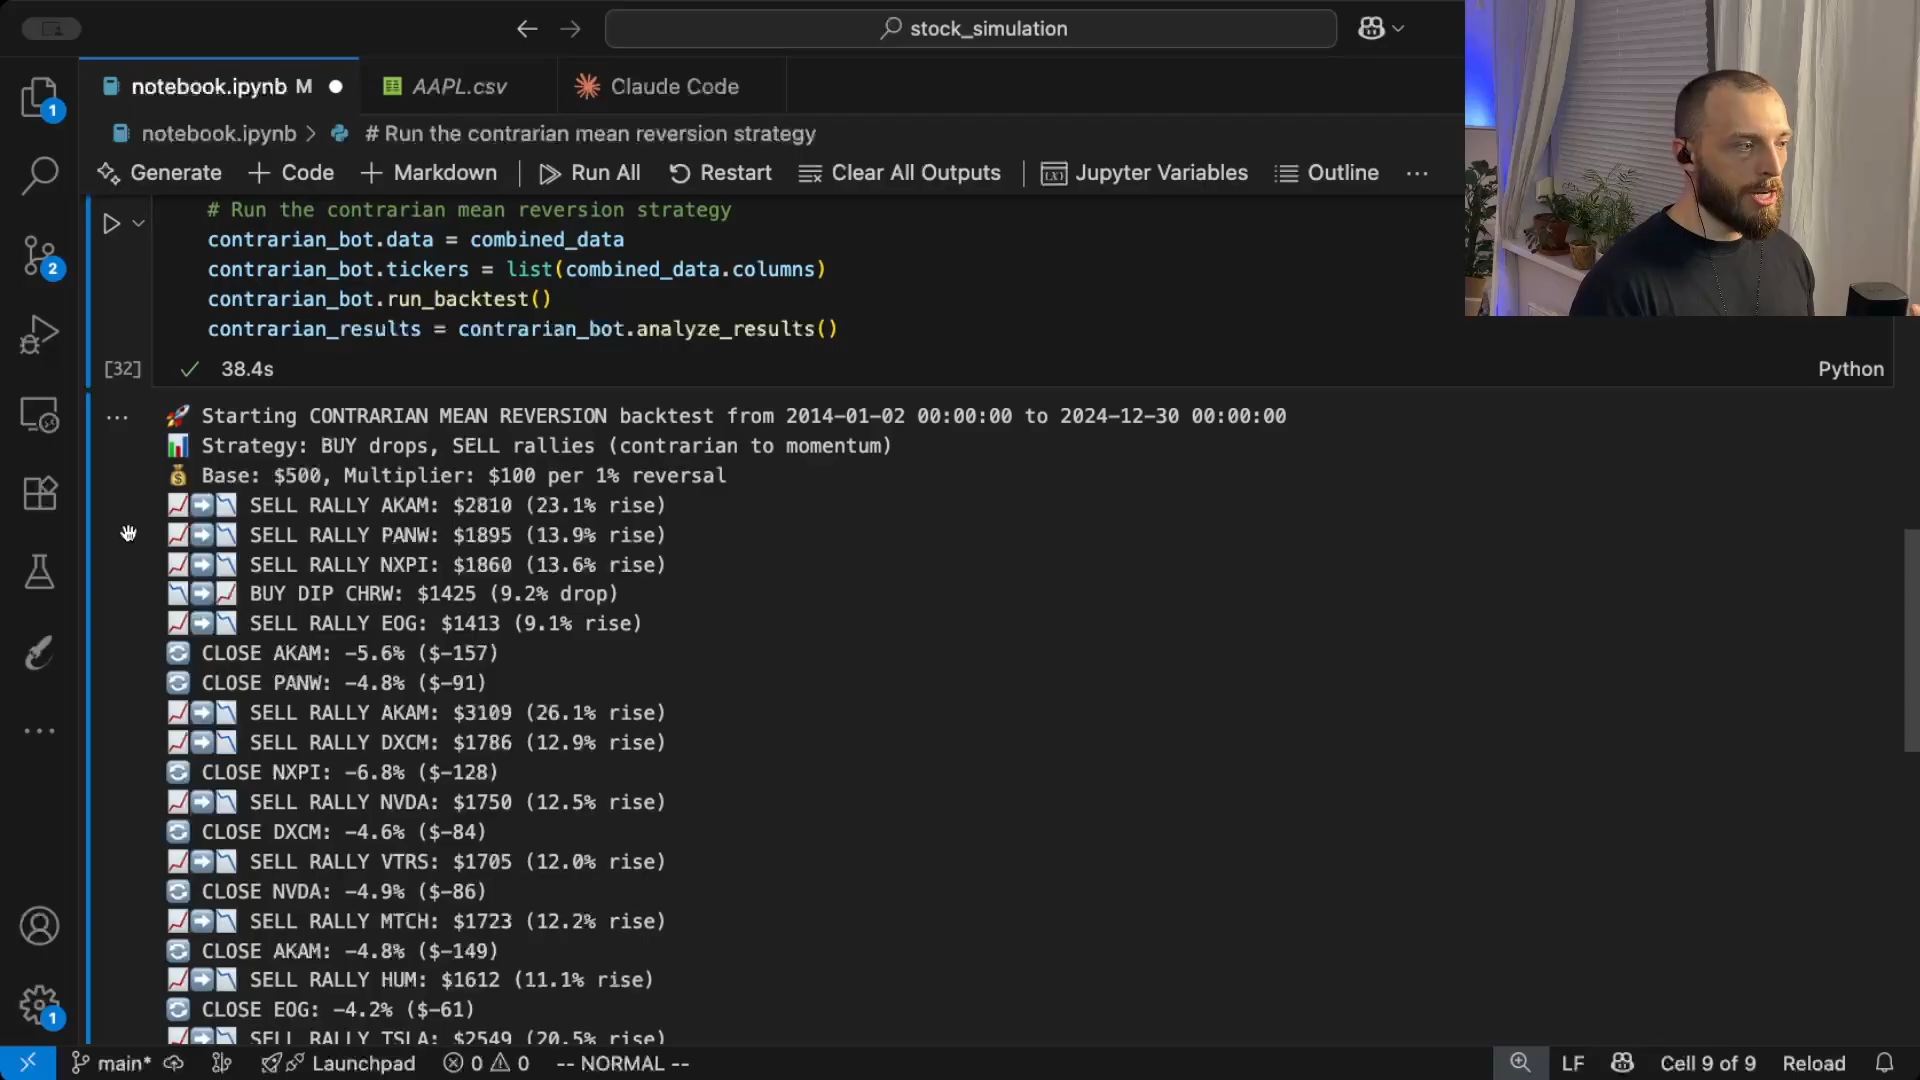 stock_simulation
notebook.ipynb M
AAPL.csv
Claude Code
notebook.ipynb > # Run the contrarian mean reversion strategy
Generate + Code + Markdown Run All Restart Clear All Outputs Jupyter Variables Outline ...
# Run the contrarian mean reversion strategy
contrarian_bot.data = combined_data
contrarian_bot.tickers = list(combined_data.columns)
contrarian_bot.run_backtest()
contrarian_results = contrarian_bot.analyze_results()
[32] ✓ 38.4s
Python
🚀 Starting CONTRARIAN MEAN REVERSION backtest from 2014-01-02 00:00:00 to 2024-12-30 00:00:00
📊 Strategy: BUY drops, SELL rallies (contrarian to momentum)
💰 Base: $500, Multiplier: $100 per 1% reversal
📈➡️📉 SELL RALLY AKAM: $2810 (23.1% rise)
📈➡️📉 SELL RALLY PANW: $1895 (13.9% rise)
📈➡️📉 SELL RALLY NXPI: $1860 (13.6% rise)
📉➡️📈 BUY DIP CHRW: $1425 (9.2% drop)
📈➡️📉 SELL RALLY EOG: $1413 (9.1% rise)
🔄 CLOSE AKAM: -5.6% ($-157)
🔄 CLOSE PANW: -4.8% ($-91)
📈➡️📉 SELL RALLY AKAM: $3109 (26.1% rise)
📈➡️📉 SELL RALLY DXCM: $1786 (12.9% rise)
🔄 CLOSE NXPI: -6.8% ($-128)
📈➡️📉 SELL RALLY NVDA: $1750 (12.5% rise)
🔄 CLOSE DXCM: -4.6% ($-84)
📈➡️📉 SELL RALLY VTRS: $1705 (12.0% rise)
🔄 CLOSE NVDA: -4.9% ($-86)
📈➡️📉 SELL RALLY MTCH: $1723 (12.2% rise)
🔄 CLOSE AKAM: -4.8% ($-149)
📈➡️📉 SELL RALLY HUM: $1612 (11.1% rise)
🔄 CLOSE EOG: -4.2% ($-61)
📈➡️📉 SELL RALLY TSLA: $2549 (20.5% rise)
1
2
1
main* Launchpad 0 0 -- NORMAL -- LF Cell 9 of 9 Reload